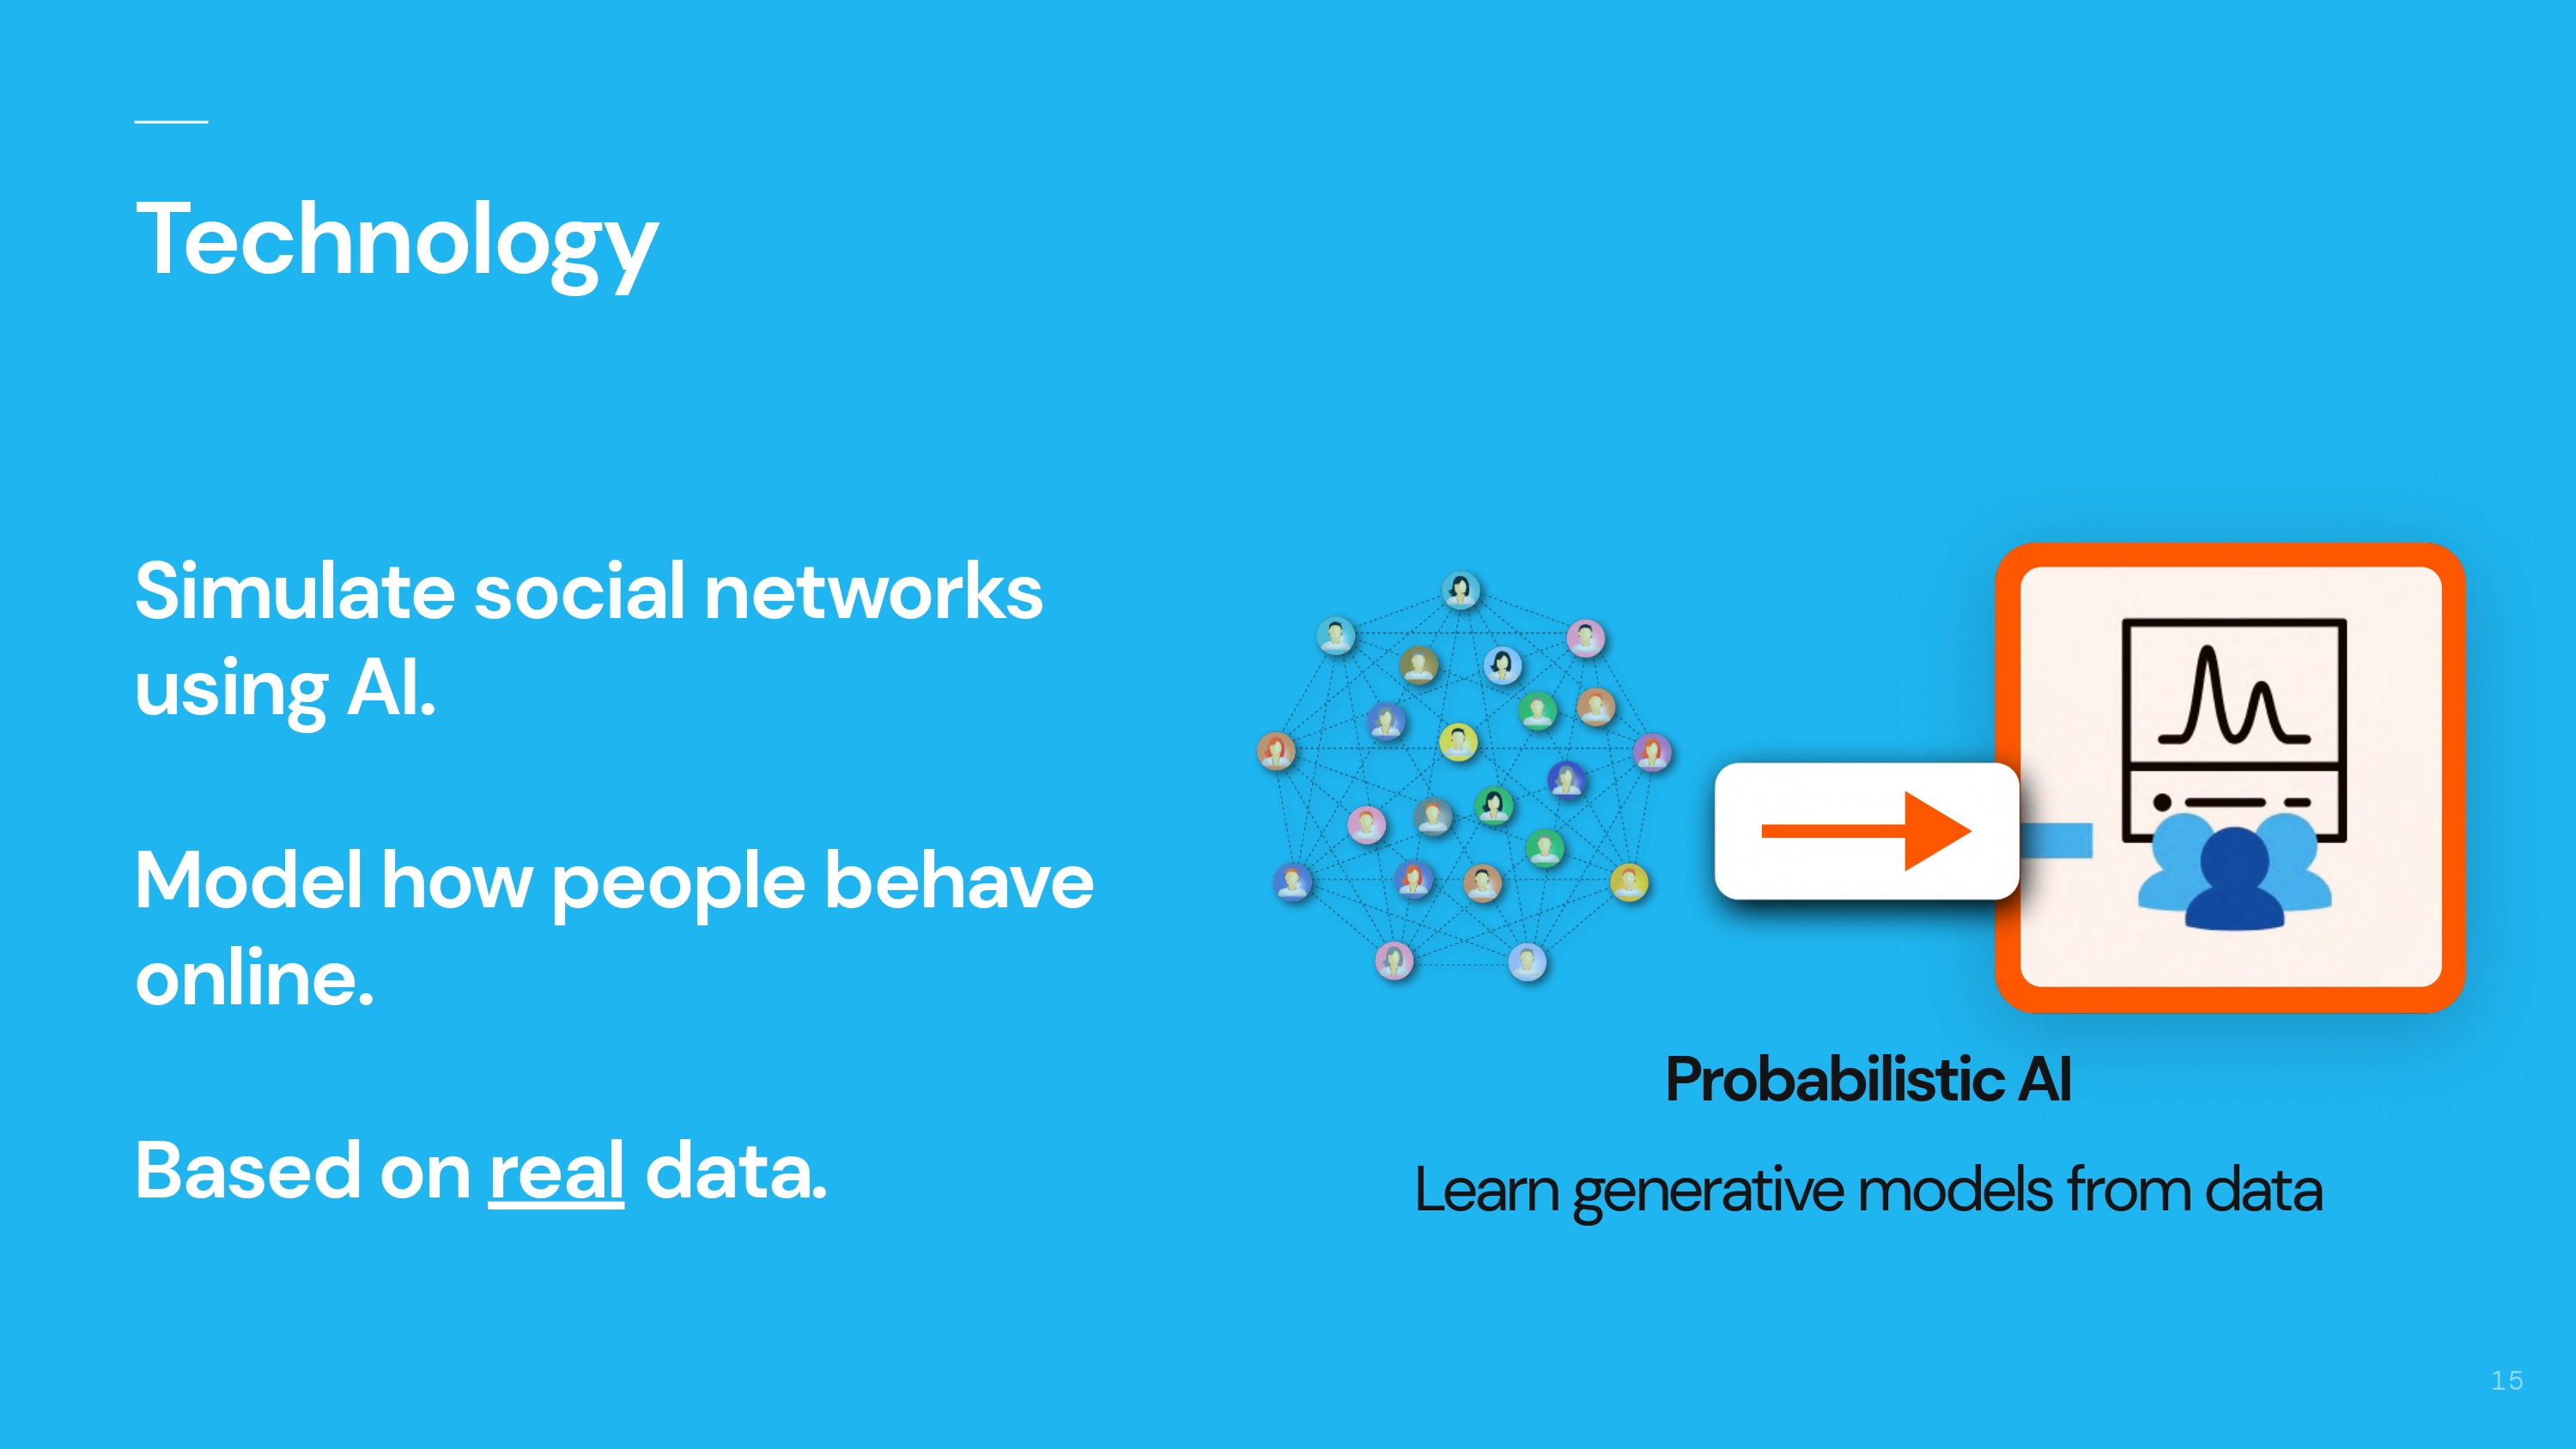 Technology
Simulate social networks
using AI.
Model how people behave
online.
Based on real data.
Probabilistic AI
Learn generative models from data
15